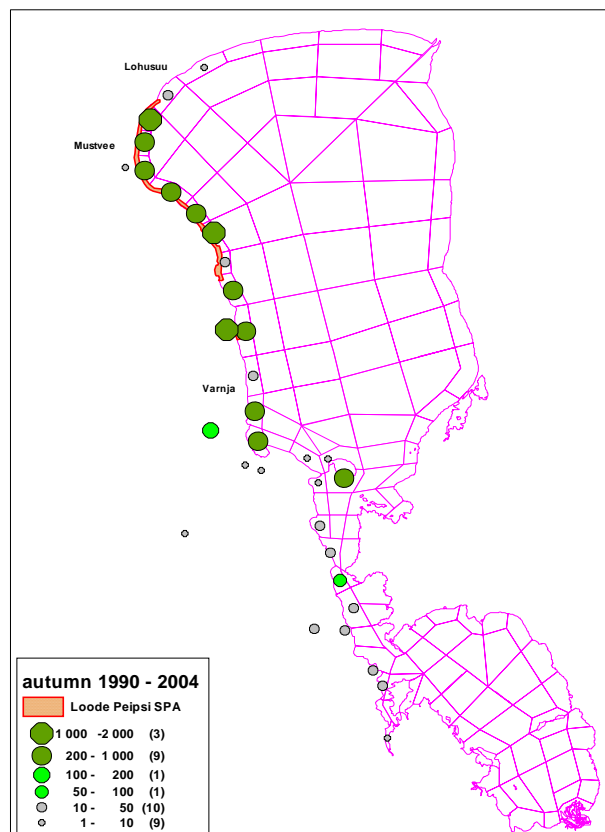 Lohusuu
Mustvee
Varnja
autumn 1990 - 2004
Loode Peipsi SPA
1 000 -2 000 (3)
200 - 1 000 (9)
100 - 200 (1)
50 - 100 (1)
10 - 50 (10)
1 - 10 (9)